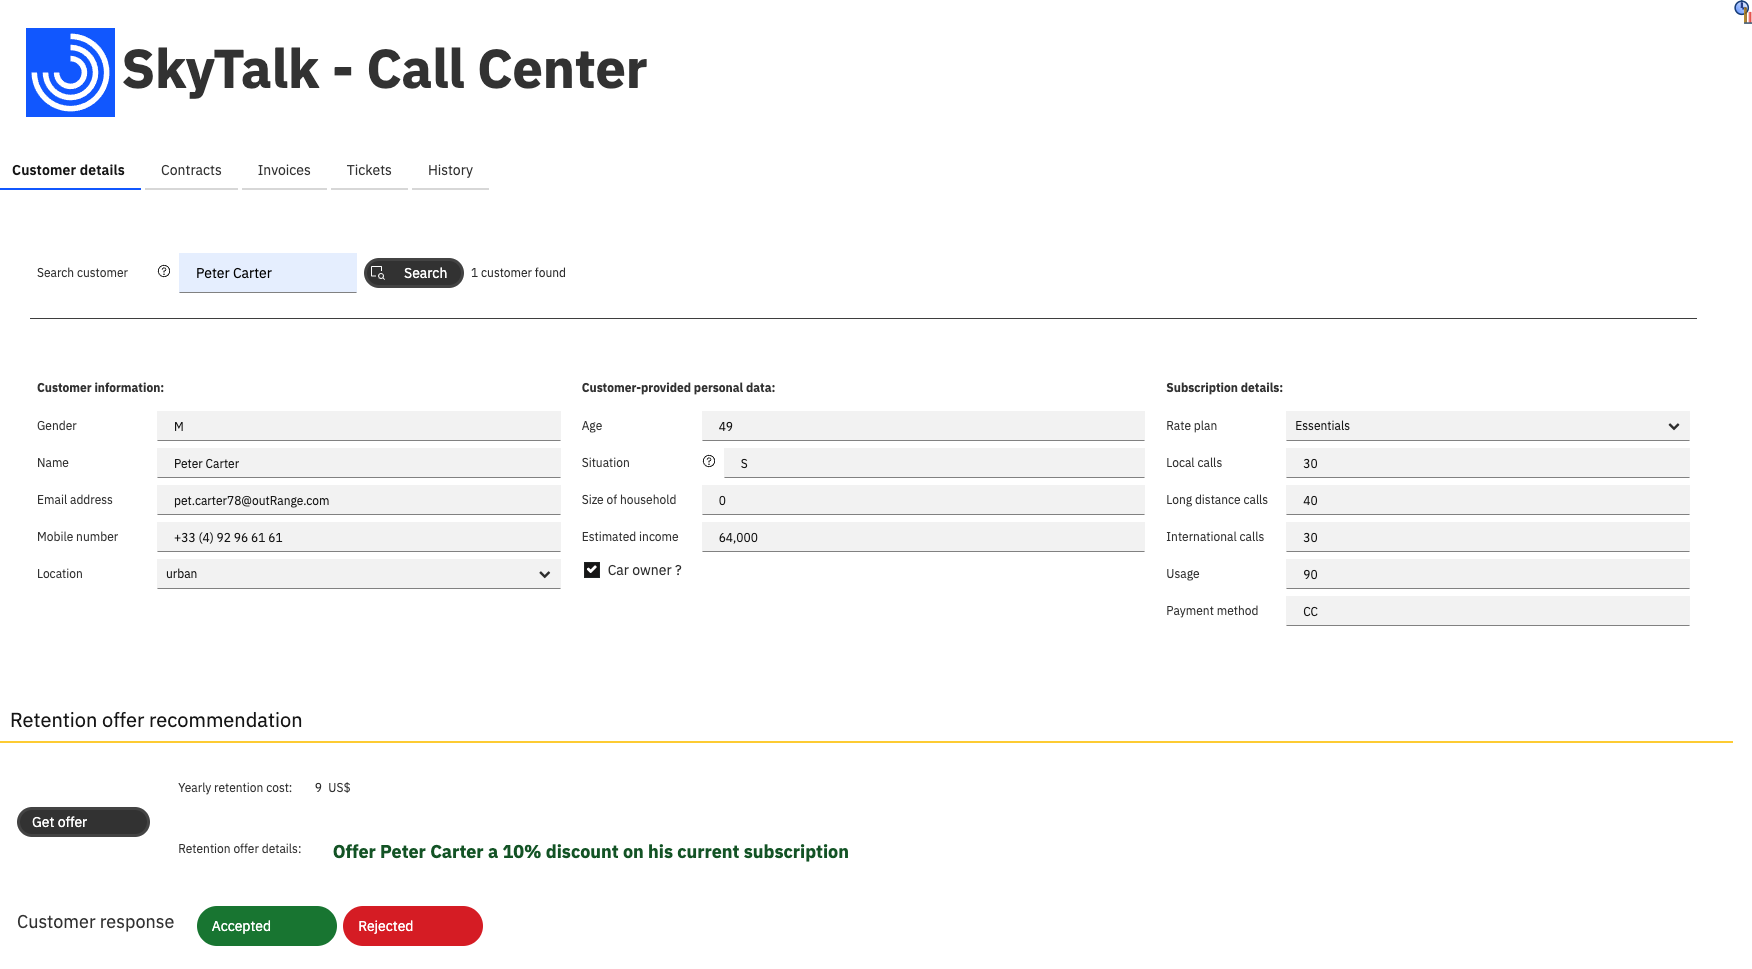 SkyTalk - Call Center
Customer details Contracts Invoices Tickets History
Search customer Peter Carter Search 1 customer found
Customer information:
Gender M
Name Peter Carter
Email address pet.carter78@outRange.com
Mobile number +33 (4) 92 96 61 61
Location urban
Customer-provided personal data:
Age 49
Situation S
Size of household 0
Estimated income 64,000
Car owner ?
Subscription details:
Rate plan Essentials
Local calls 30
Long distance calls 40
International calls 30
Usage 90
Payment method CC
Retention offer recommendation
Yearly retention cost: 9 US$
Get offer
Retention offer details: Offer Peter Carter a 10% discount on his current subscription
Customer response Accepted Rejected